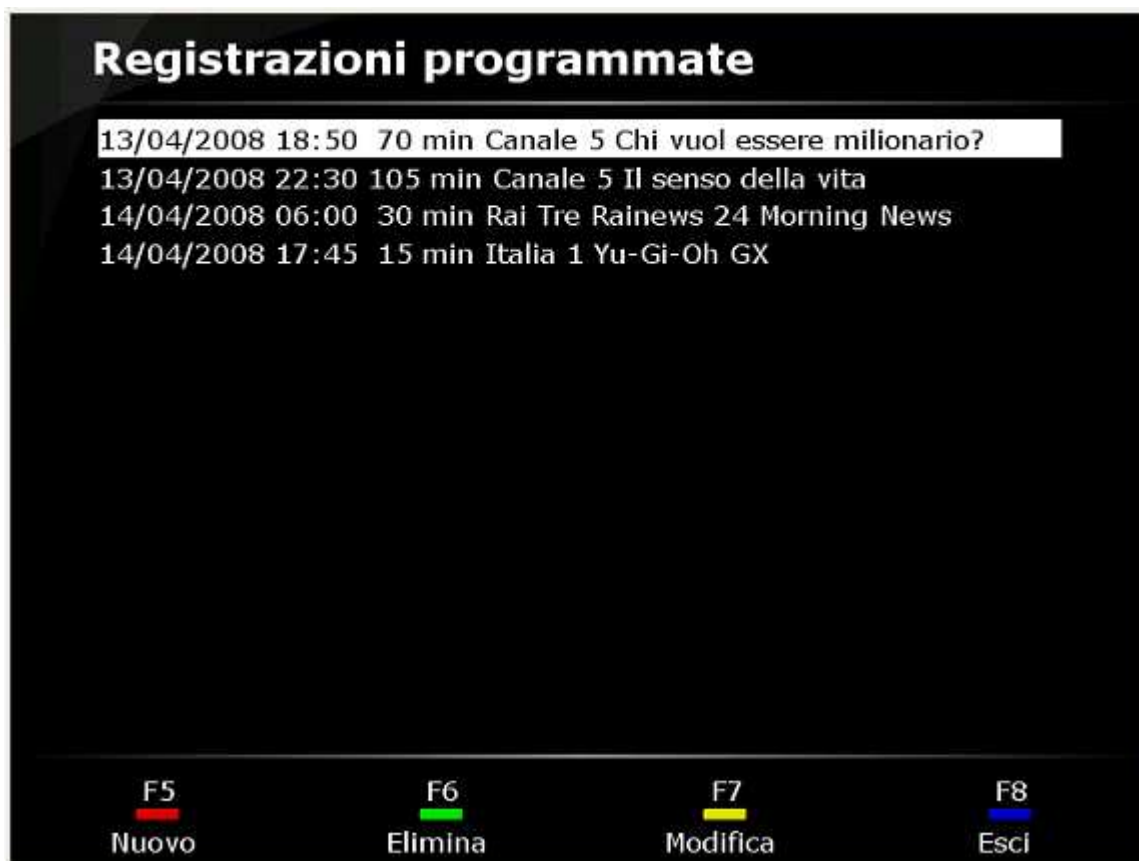 Registrazioni programmate
13/04/2008 18:50 70 min Canale 5 Chi vuol essere milionario?
13/04/2008 22:30 105 min Canale 5 Il senso della vita
14/04/2008 06:00 30 min Rai Tre Rainews 24 Morning News
14/04/2008 17:45 15 min Italia 1 Yu-Gi-Oh GX
F5 F6 F7 F8
Nuovo Elimina Modifica Esci